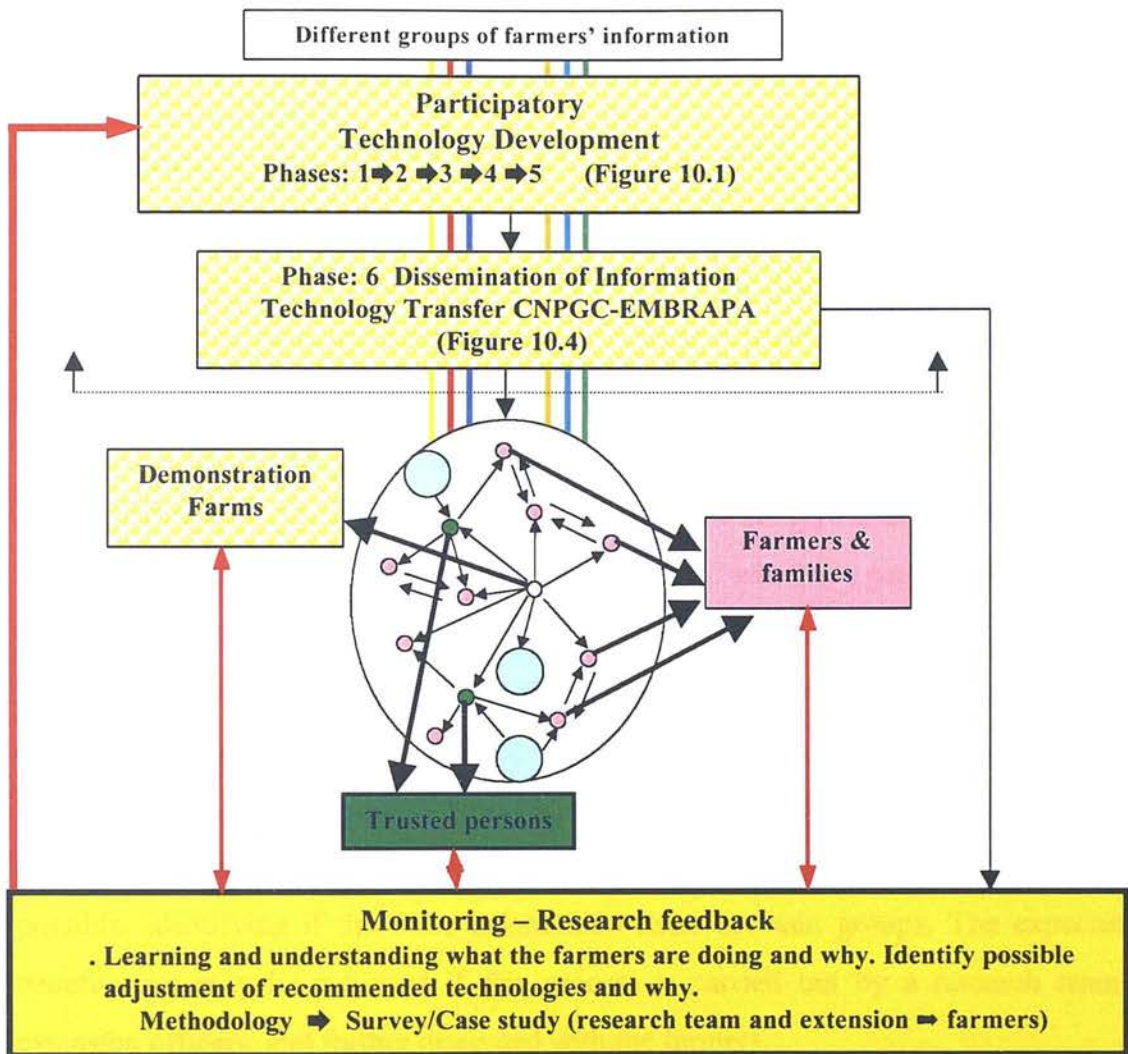 Different groups of farmers' information
Participatory
Technology Development
Phases: 1➡2 ➡3 ➡4 ➡5 (Figure 10.1)
Phase: 6 Dissemination of Information
Technology Transfer CNPGC-EMBRAPA
(Figure 10.4)
Demonstration
Farms
Farmers &
families
Trusted persons
Monitoring – Research feedback
. Learning and understanding what the farmers are doing and why. Identify possible
adjustment of recommended technologies and why.
Methodology ➡ Survey/Case study (research team and extension ➡ farmers)